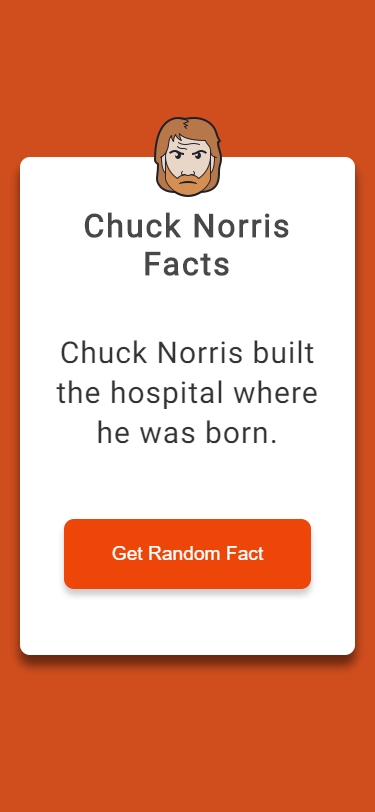 Chuck Norris
Facts
Chuck Norris built
the hospital where
he was born.
Get Random Fact